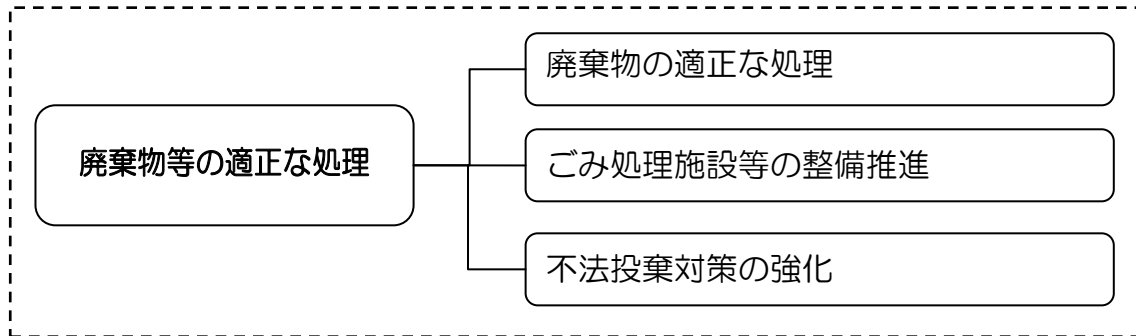 廃棄物等の適正な処理
廃棄物の適正な処理
ごみ処理施設等の整備推進
不法投棄対策の強化